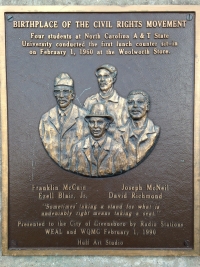 BIRTHPLACE OF THE CIVIL RIGHTS MOVEMENT
Four students at North Carolina A & T State
University conducted the first lunch counter sit-in
on February 1, 1960 at the Woolworth Store.
Franklin McCain Joseph McNeil
Ezell Blair, Jr. David Richmond
'Sometimes taking a stand for what is
undeniably right means taking a seat.'
Presented to the City of Greensboro by Radio Stations
WEAL and WQMG February 1, 1990
Hall Art Studio